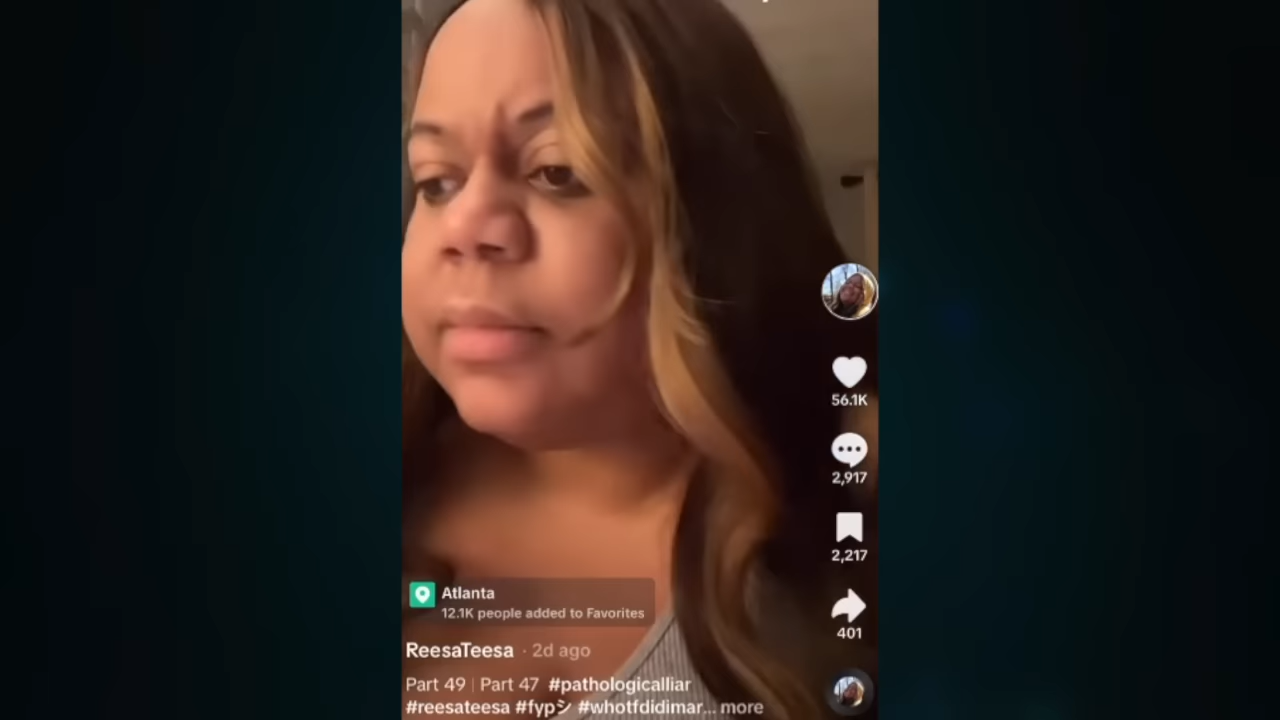 56.1K
2,917
2,217
401
Atlanta
12.1K people added to Favorites
ReesaTeesa · 2d ago
Part 49 | Part 47 #pathologicalliar
#reesateesa #fypシ #whotfdidimar... more